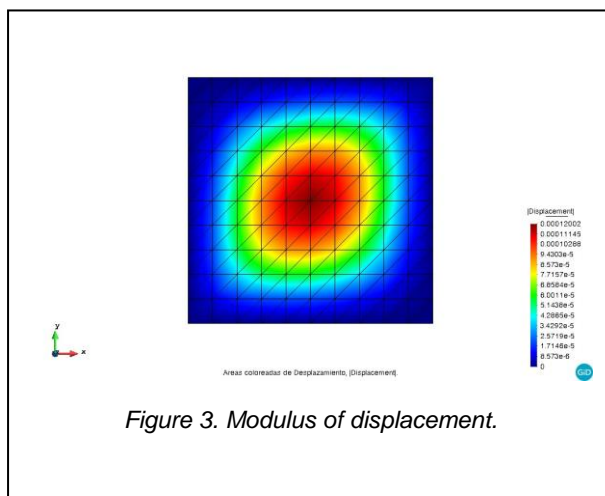 |Displacement|
0.00012002
0.00011145
0.00010288
9.4303e-5
8.573e-5
7.7157e-5
6.8584e-5
6.0011e-5
5.1438e-5
4.2865e-5
3.4292e-5
2.5719e-5
1.7146e-5
8.573e-6
0
y
x
GiD
Areas coloreadas de Desplazamiento, |Displacement|.
Figure 3. Modulus of displacement.